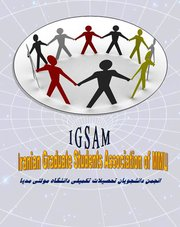 IGSAM
Iranian Graduate Students Association of MMU
انجمن دانشجویان تحصیلات تکمیلی دانشگاه مولتی مدیا